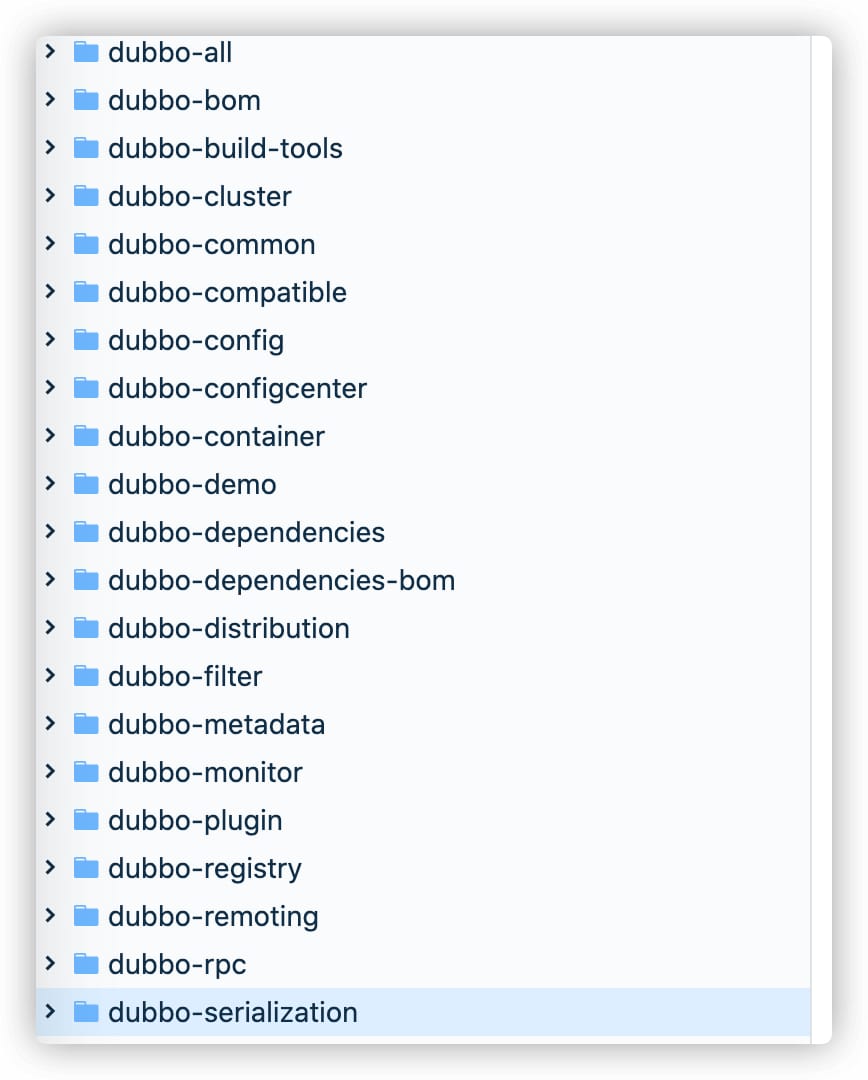 dubbo-all
dubbo-bom
dubbo-build-tools
dubbo-cluster
dubbo-common
dubbo-compatible
dubbo-config
dubbo-configcenter
dubbo-container
dubbo-demo
dubbo-dependencies
dubbo-dependencies-bom
dubbo-distribution
dubbo-filter
dubbo-metadata
dubbo-monitor
dubbo-plugin
dubbo-registry
dubbo-remoting
dubbo-rpc
dubbo-serialization